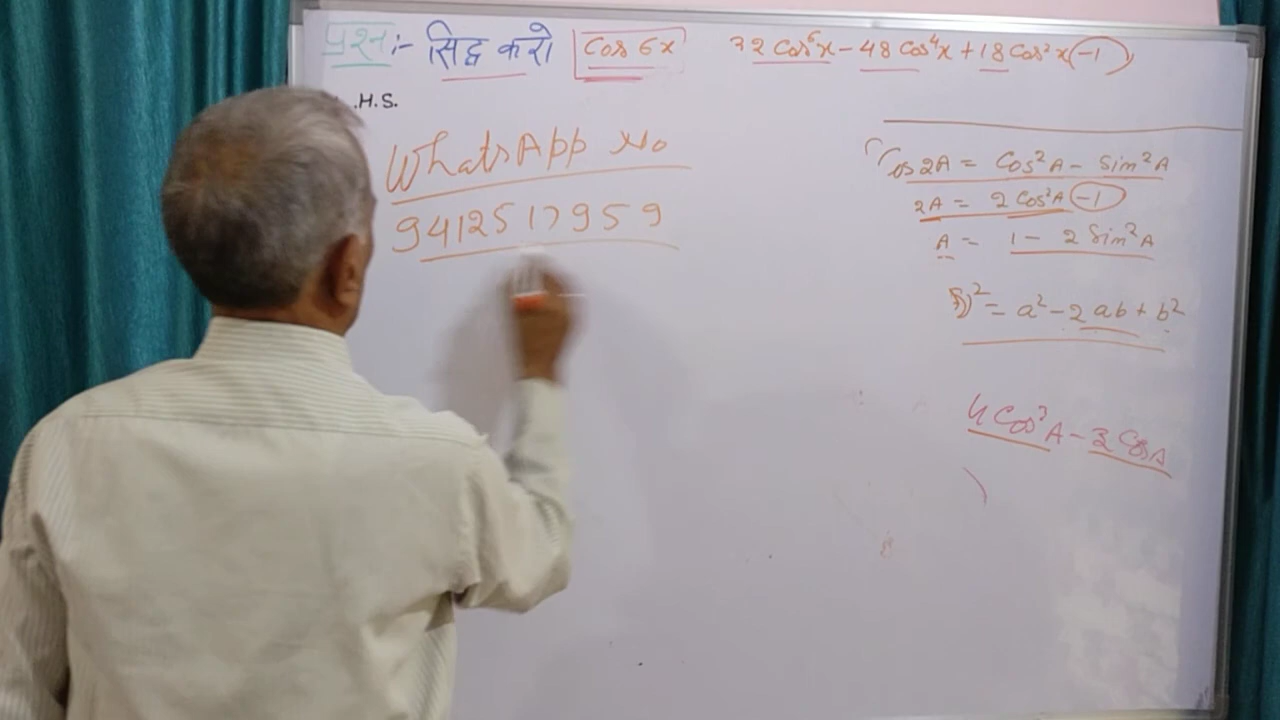 प्रश्न :- सिद्ध करो Cos 6x 32 Cos⁶x - 48 Cos⁴x + 18 Cos²x - 1
.H.S.
WhatsApp No
9412517959
Cos 2A = Cos²A - Sin²A
2A = 2 Cos²A - 1
A = 1 - 2 Sin²A
b)² = a² - 2ab + b²
4 Cos³A - 3 CosA